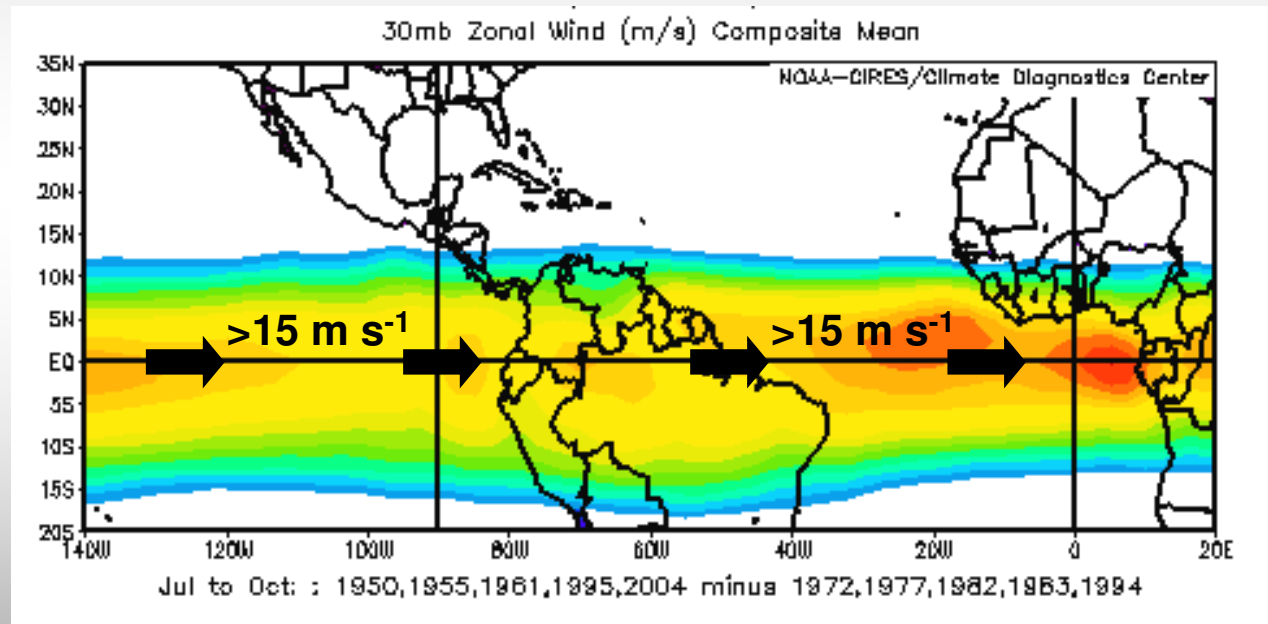 30mb Zonal Wind (m/s) Composite Mean
NOAA-CIRES/Climate Diagnostics Center
35N
30N
25N
20N
15N
10N
5N
>15 m s-1 >15 m s-1
EQ
5S
10S
15S
20S
140W 120W 100W 80W 60W 40W 20W 0 20E
Jul to Oct: : 1950,1955,1961,1995,2004 minus 1972,1977,1982,1983,1994